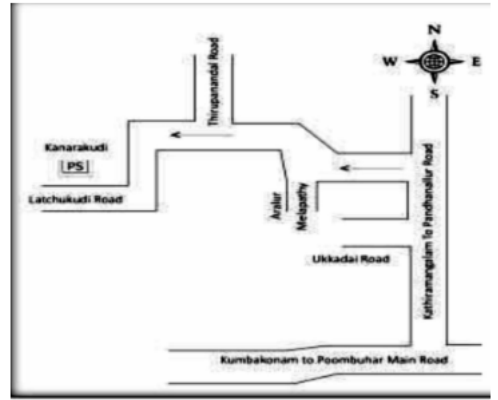 N
W E
S
Thirupanandal Road
Kanarakudi
PS
Latchukudi Road
Aralur
Melapathy
Kathiramangalam To Pandhanallur Road
Ukkadai Road
Kumbakonam to Poombuhar Main Road